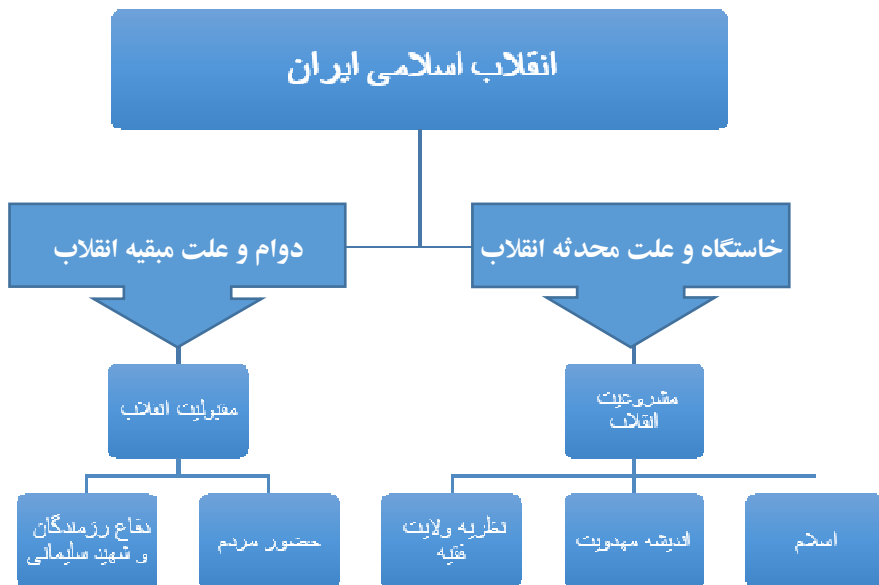 انقلاب اسلامی ایران
خاستگاه و علت محدثه انقلاب
دوام و علت مبقیه انقلاب
مشروعیت
انقلاب
مقبولیت انقلاب
اسلام
اندیشه مهدویت
نظریه ولایت
فقیه
حضور مردم
دفاع رزمندگان
و شهید سلیمانی